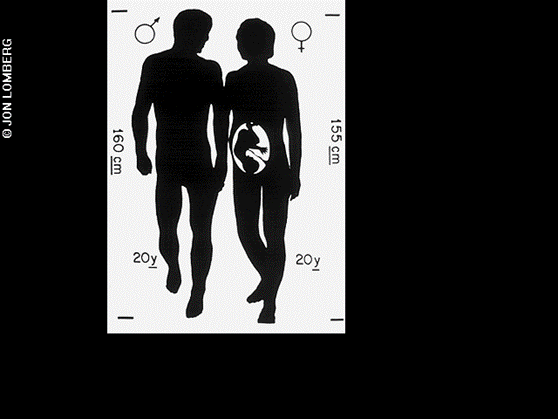 © JON LOMBERG
♂
♀
160 cm
155 cm
20y
20y